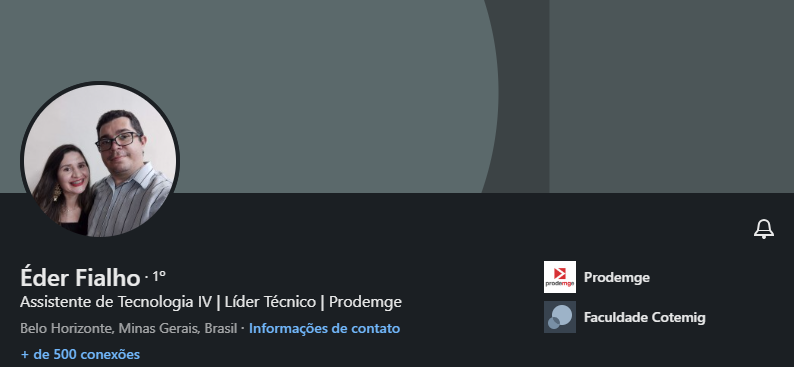 Éder Fialho · 1º
Assistente de Tecnologia IV | Líder Técnico | Prodemge
Belo Horizonte, Minas Gerais, Brasil · Informações de contato
+ de 500 conexões
prodemge
Prodemge
Faculdade Cotemig